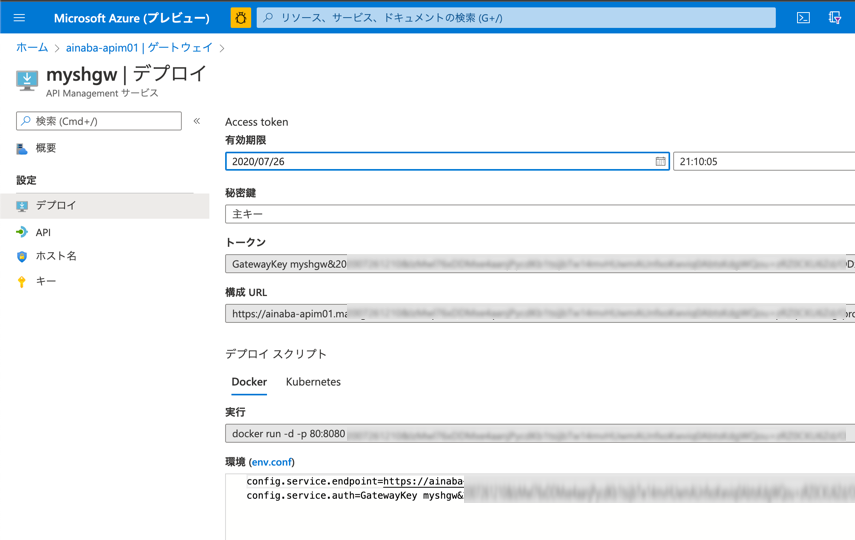 Microsoft Azure (プレビュー)
リソース、サービス、ドキュメントの検索 (G+/)
ホーム > ainaba-apim01 | ゲートウェイ >
myshgw | デプロイ
API Management サービス
検索 (Cmd+/)
«
概要
設定
デプロイ
API
ホスト名
キー
Access token
有効期限
2020/07/26
21:10:05
秘密鍵
主キー
トークン
GatewayKey myshgw&20
構成 URL
https://ainaba-apim01.ma
デプロイ スクリプト
Docker Kubernetes
実行
docker run -d -p 80:8080
環境 (env.conf)
config.service.endpoint=https://ainaba-
config.service.auth=GatewayKey myshgw&